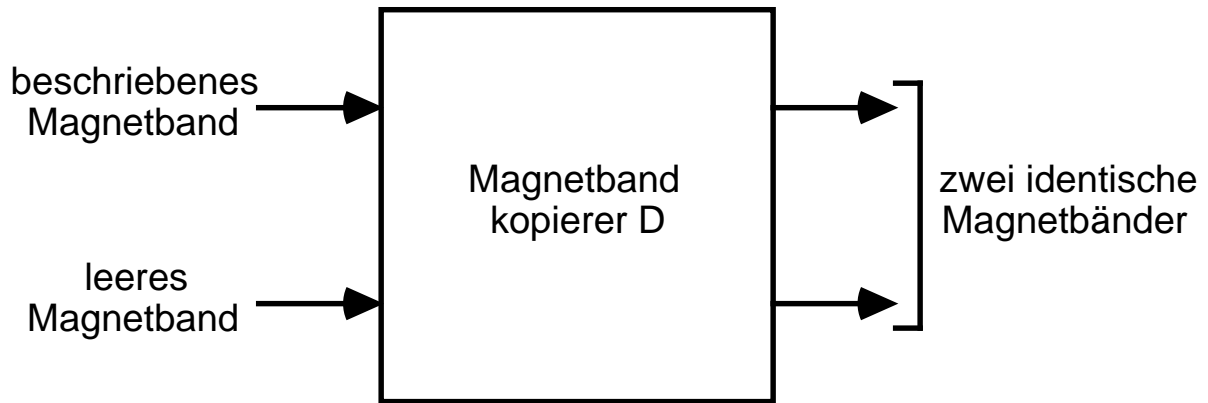 beschriebenes
Magnetband
leeres
Magnetband
Magnetband
kopierer D
zwei identische
Magnetbänder